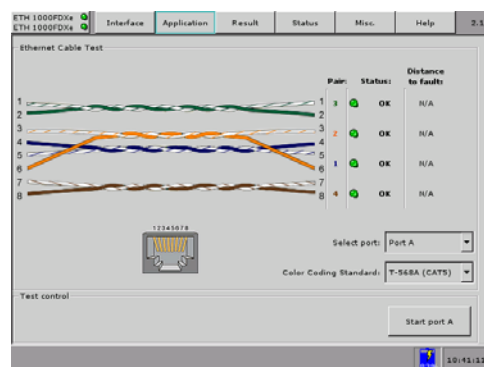 ETH 1000FDXe
ETH 1000FDXe
Interface Application Result Status Misc. Help 2.1
Ethernet Cable Test
Pair: Status: Distance to fault:
1 1 3 OK N/A
2 2
3 3 2 OK N/A
4 4
5 5 1 OK N/A
6 6
7 7 4 OK N/A
8 8
12345678
Select port: Port A
Color Coding Standard: T-568A (CAT5)
Test control
Start port A
10:41:11